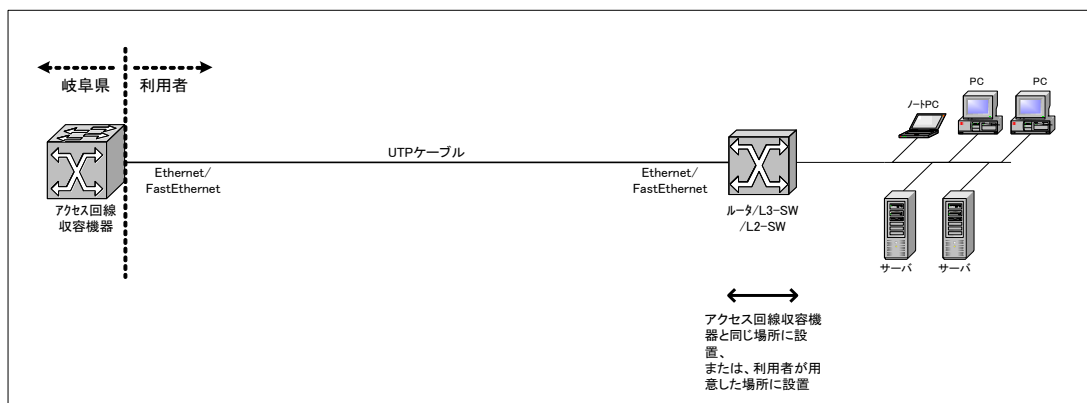 岐阜県
利用者
ノートPC
PC
PC
UTPケーブル
Ethernet/
FastEthernet
Ethernet/
FastEthernet
アクセス回線
収容機器
ルータ/L3-SW
/L2-SW
サーバ
サーバ
アクセス回線収容機
器と同じ場所に設
置、
または、利用者が用
意した場所に設置